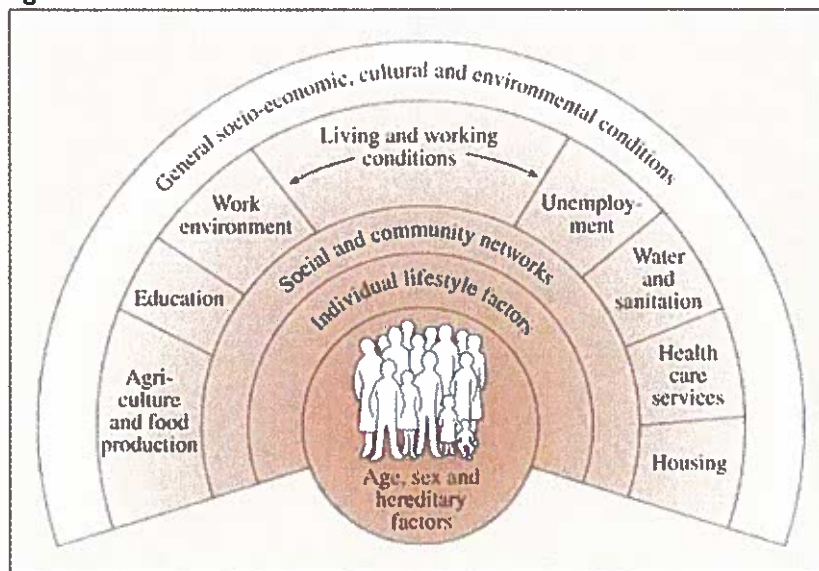 General socio-economic, cultural and environmental conditions
Living and working
conditions
Work
environment
Unemploy-
ment
Education
Water
and
sanitation
Social and community networks
Individual lifestyle factors
Agri-
culture
and food
production
Health
care
services
Housing
Age, sex and
hereditary
factors